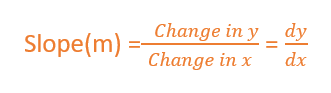 Slope(m) = Change in y / Change in x = dy / dx